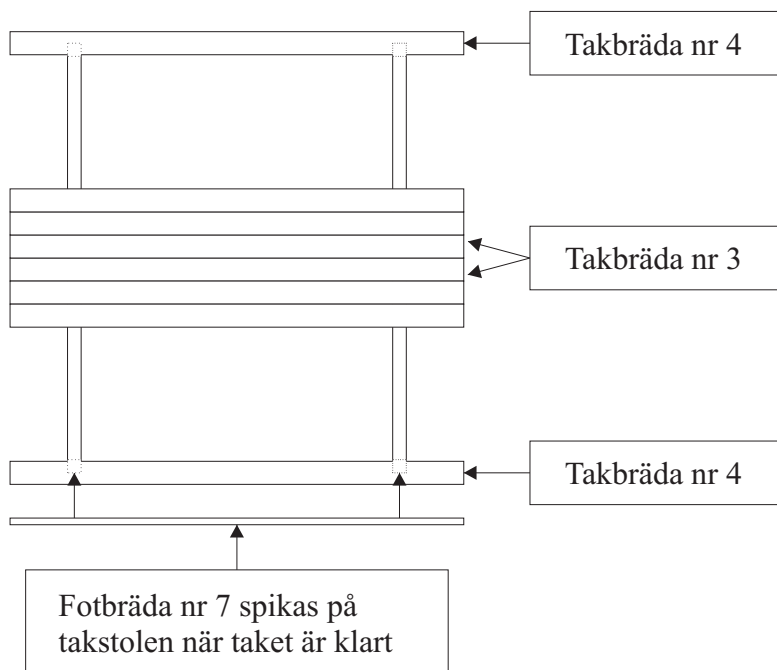 Takbräda nr 4
Takbräda nr 3
Takbräda nr 4
Fotbräda nr 7 spikas på
takstolen när taket är klart